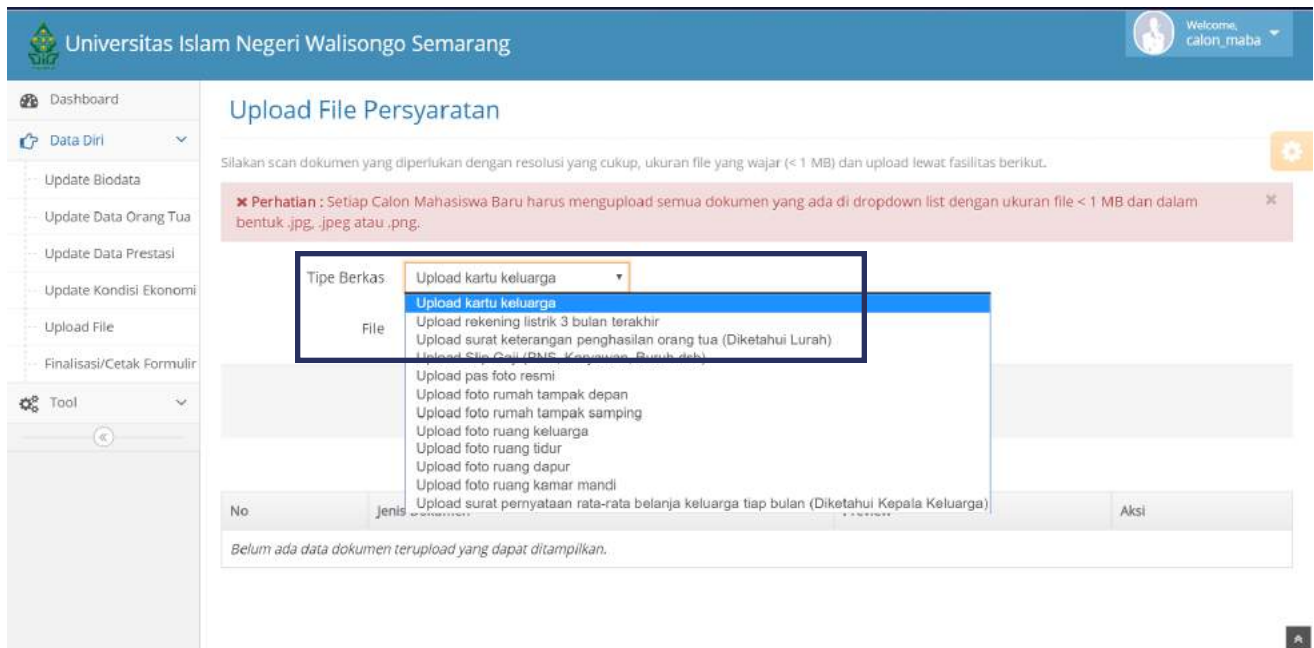 Universitas Islam Negeri Walisongo Semarang
Welcome,
calon_maba
Dashboard
Data Diri
Update Biodata
Update Data Orang Tua
Update Data Prestasi
Update Kondisi Ekonomi
Upload File
Finalisasi/Cetak Formulir
Tool
Upload File Persyaratan
Silakan scan dokumen yang diperlukan dengan resolusi yang cukup, ukuran file yang wajar (< 1 MB) dan upload lewat fasilitas berikut.
✖ Perhatian : Setiap Calon Mahasiswa Baru harus mengupload semua dokumen yang ada di dropdown list dengan ukuran file < 1 MB dan dalam
bentuk .jpg, .jpeg atau .png.
Tipe Berkas
Upload kartu keluarga
File
Upload kartu keluarga
Upload rekening listrik 3 bulan terakhir
Upload surat keterangan penghasilan orang tua (Diketahui Lurah)
Upload Slip Gaji (PNS, Karyawan, Buruh dsb)
Upload pas foto resmi
Upload foto rumah tampak depan
Upload foto rumah tampak samping
Upload foto ruang keluarga
Upload foto ruang tidur
Upload foto ruang dapur
Upload foto ruang kamar mandi
Upload surat pernyataan rata-rata belanja keluarga tiap bulan (Diketahui Kepala Keluarga)
No
Jenis
Aksi
Belum ada data dokumen terupload yang dapat ditampilkan.